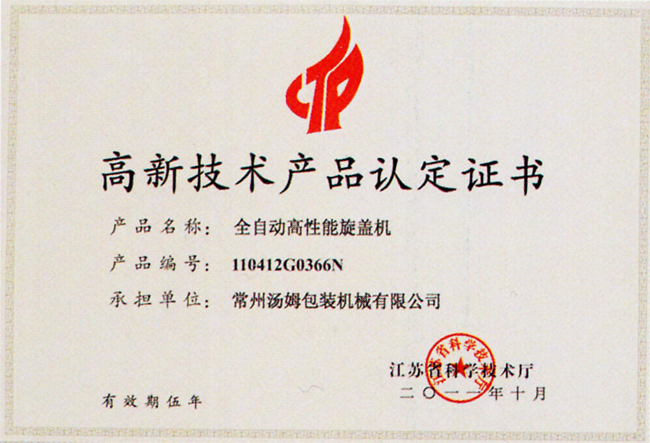 高新技术产品认定证书
产品名称：全自动高性能旋盖机
产品编号：110412G0366N
承担单位：常州汤姆包装机械有限公司
江苏省科学技术厅
二〇一一年十月
有效期伍年